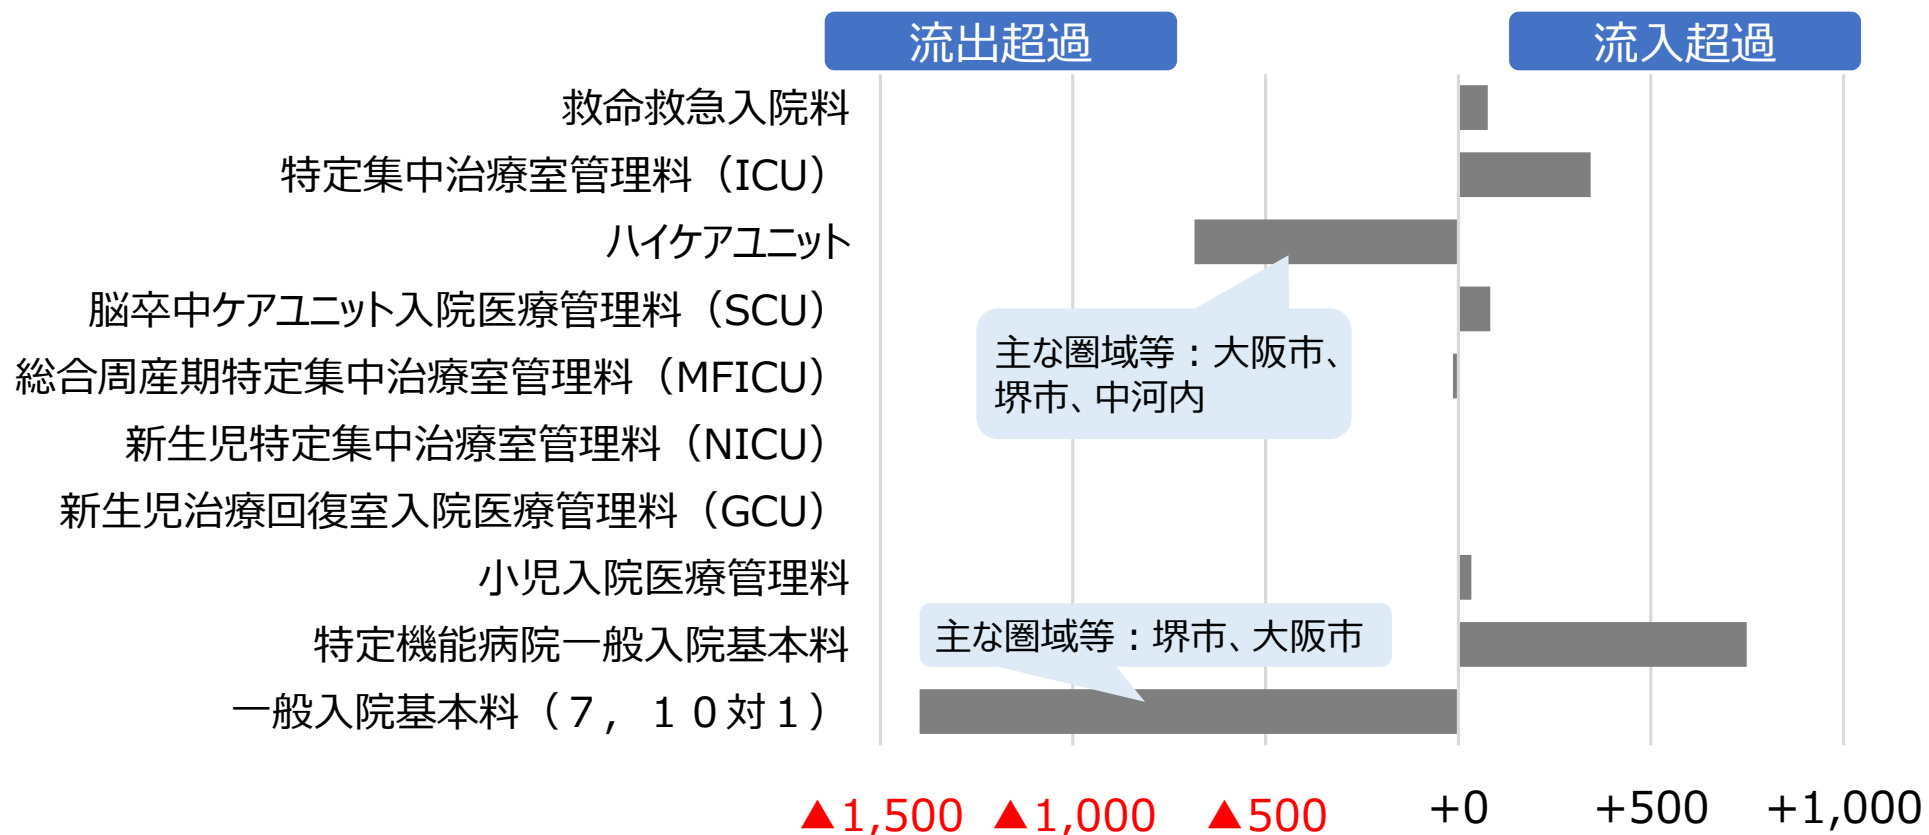 流出超過
流入超過
救命救急入院料
特定集中治療室管理料（ICU）
ハイケアユニット
脳卒中ケアユニット入院医療管理料（SCU）
総合周産期特定集中治療室管理料（MFICU）
新生児特定集中治療室管理料（NICU）
新生児治療回復室入院医療管理料（GCU）
小児入院医療管理料
特定機能病院一般入院基本料
一般入院基本料（７，１０対１）
主な圏域等：大阪市、
堺市、中河内
主な圏域等：堺市、大阪市
▲1,500 ▲1,000 ▲500 +0 +500 +1,000